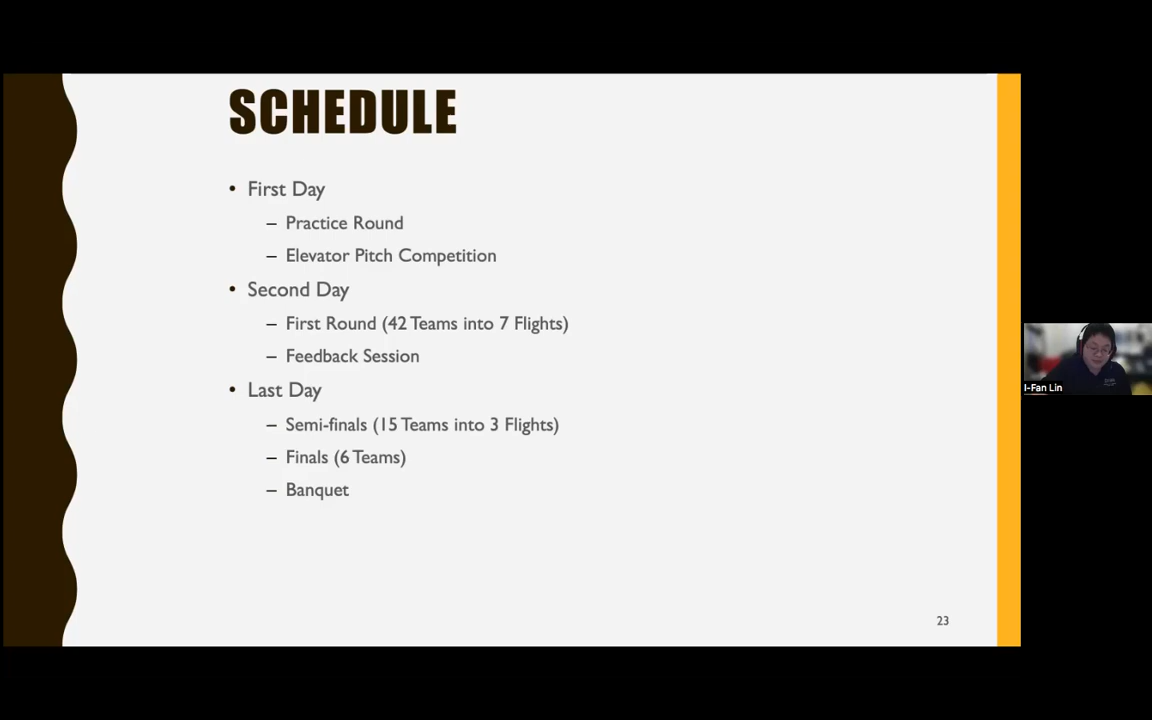 SCHEDULE
• First Day
– Practice Round
– Elevator Pitch Competition
• Second Day
– First Round (42 Teams into 7 Flights)
– Feedback Session
• Last Day
– Semi-finals (15 Teams into 3 Flights)
– Finals (6 Teams)
– Banquet
I-Fan Lin
23